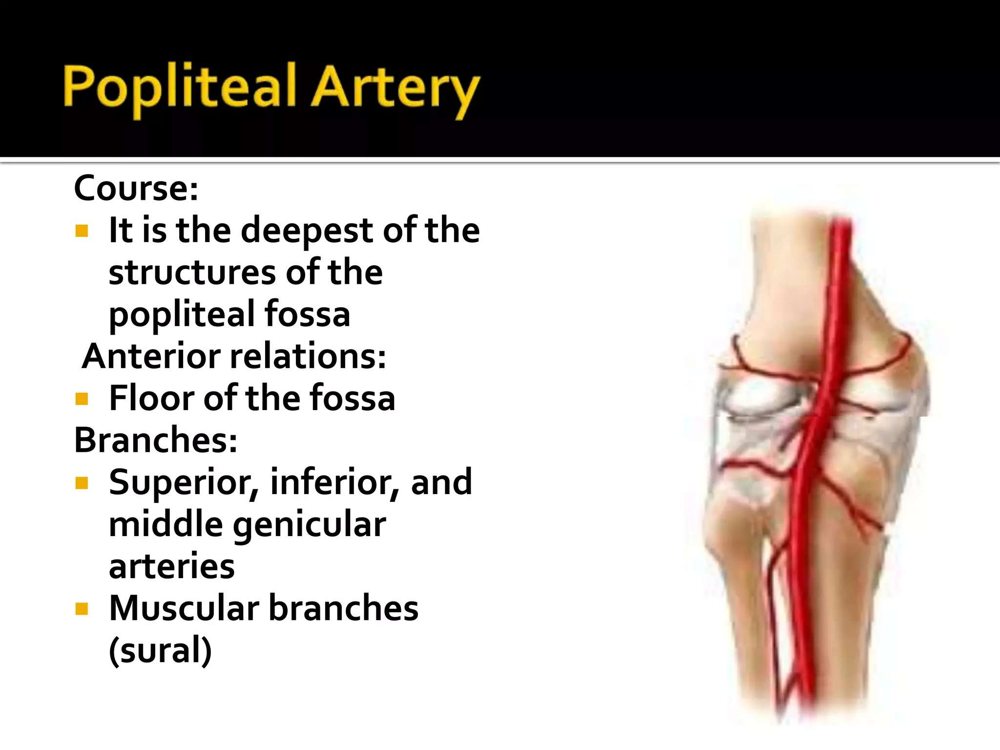 Popliteal Artery
Course:
It is the deepest of the
structures of the
popliteal fossa
Anterior relations:
Floor of the fossa
Branches:
Superior, inferior, and
middle genicular
arteries
Muscular branches
(sural)